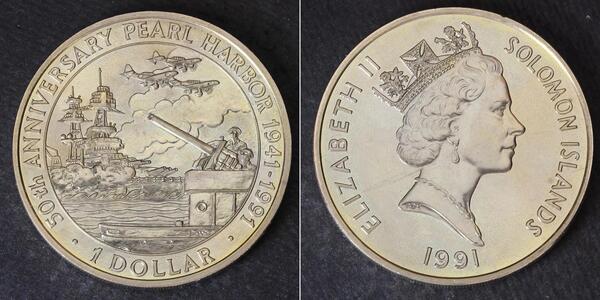 50th ANNIVERSARY PEARL HARBOR 1941-1991
· 1 DOLLAR ·
ELIZABETH II
SOLOMON ISLANDS
1991